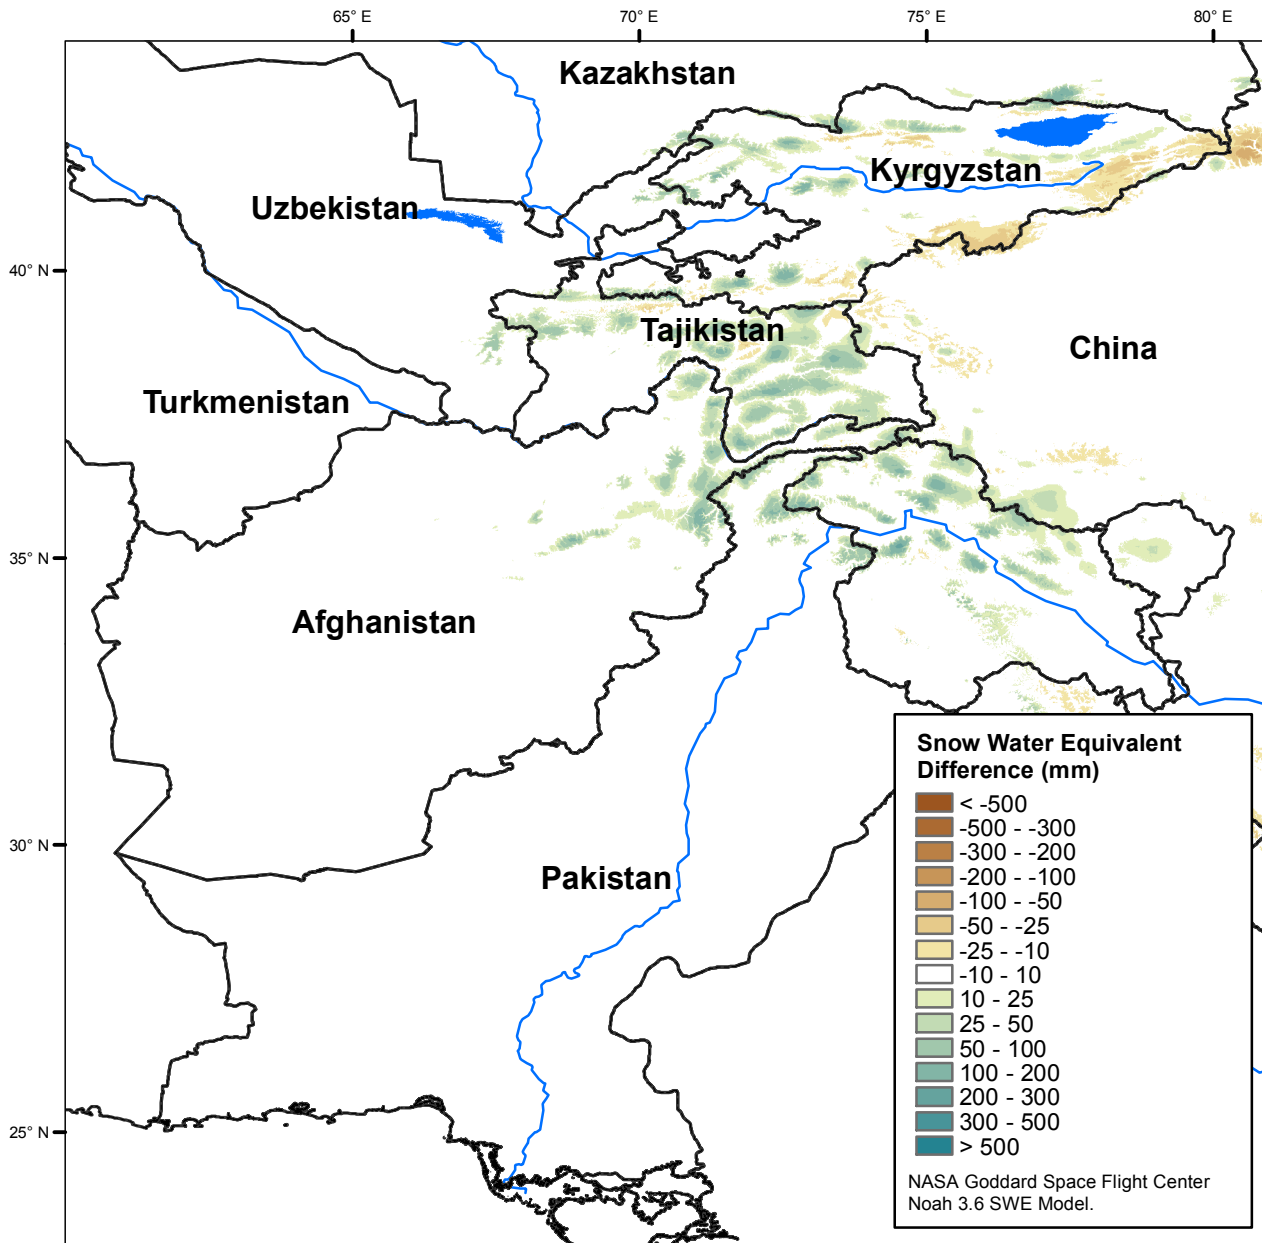 65° E
70° E
75° E
80° E
Kazakhstan
Kyrgyzstan
Uzbekistan
40° N
Tajikistan
China
Turkmenistan
35° N
Afghanistan
30° N
Pakistan
25° N
Snow Water Equivalent
Difference (mm)
< -500
-500 - -300
-300 - -200
-200 - -100
-100 - -50
-50 - -25
-25 - -10
-10 - 10
10 - 25
25 - 50
50 - 100
100 - 200
200 - 300
300 - 500
> 500
NASA Goddard Space Flight Center
Noah 3.6 SWE Model.